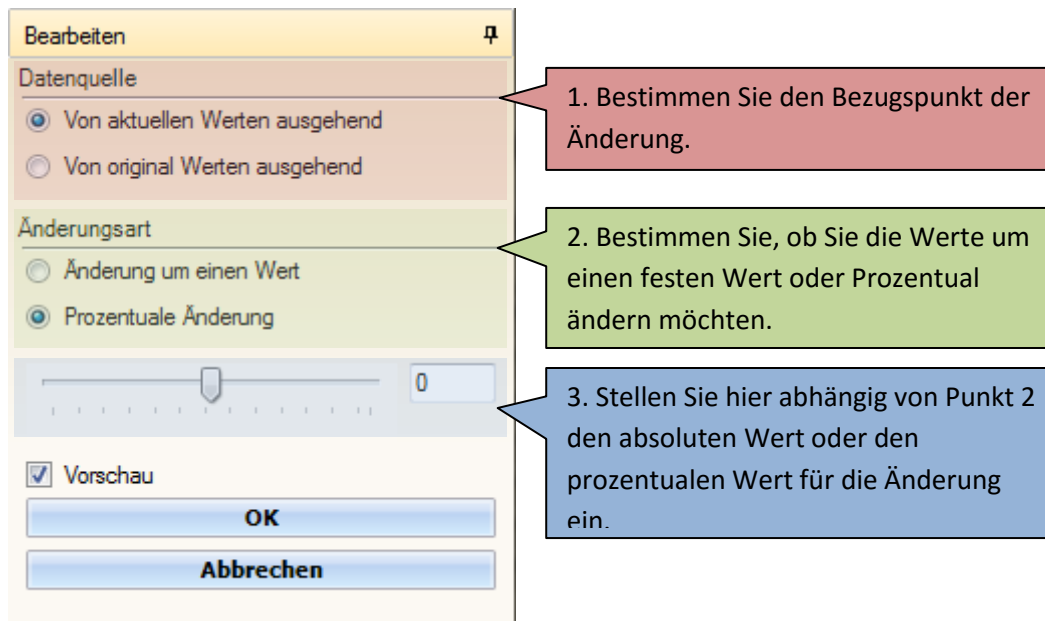 Bearbeiten
Datenquelle
Von aktuellen Werten ausgehend
Von original Werten ausgehend
1. Bestimmen Sie den Bezugspunkt der
Änderung.
Änderungsart
Änderung um einen Wert
Prozentuale Änderung
2. Bestimmen Sie, ob Sie die Werte um
einen festen Wert oder Prozentual
ändern möchten.
0
3. Stellen Sie hier abhängig von Punkt 2
den absoluten Wert oder den
prozentualen Wert für die Änderung
ein.
Vorschau
OK
Abbrechen